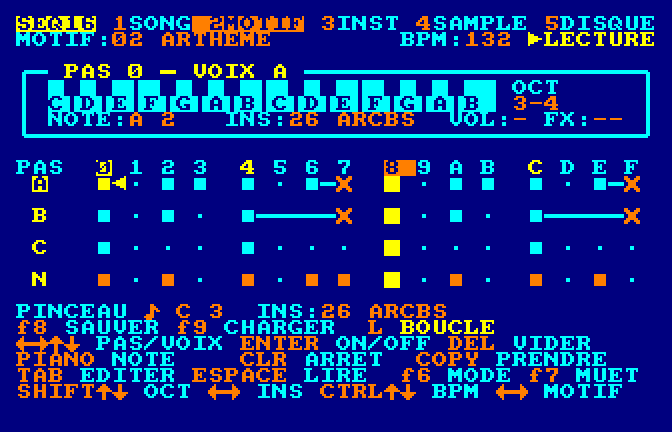 SEQ16 1SONG 2MOTIF 3INST 4SAMPLE 5DISQUE
MOTIF:02 ARTHEME BPM:132 ►LECTURE
PAS 0 — VOIX A
C D E F G A B C D E F G A B OCT
3-4
NOTE:A 2 INS:26 ARCBS VOL:- FX:--
PAS 0 1 2 3 4 5 6 7 8 9 A B C D E F
A
B
C
N
PINCEAU ♪ C 3 INS:26 ARCBS
f8 SAUVER f9 CHARGER L BOUCLE
↔↑↓ PAS/VOIX ENTER ON/OFF DEL VIDER
PIANO NOTE CLR ARRET COPY PRENDRE
TAB EDITER ESPACE LIRE f6 MODE f7 MUET
SHIFT↑↓ OCT ↔ INS CTRL↑↓ BPM ↔ MOTIF